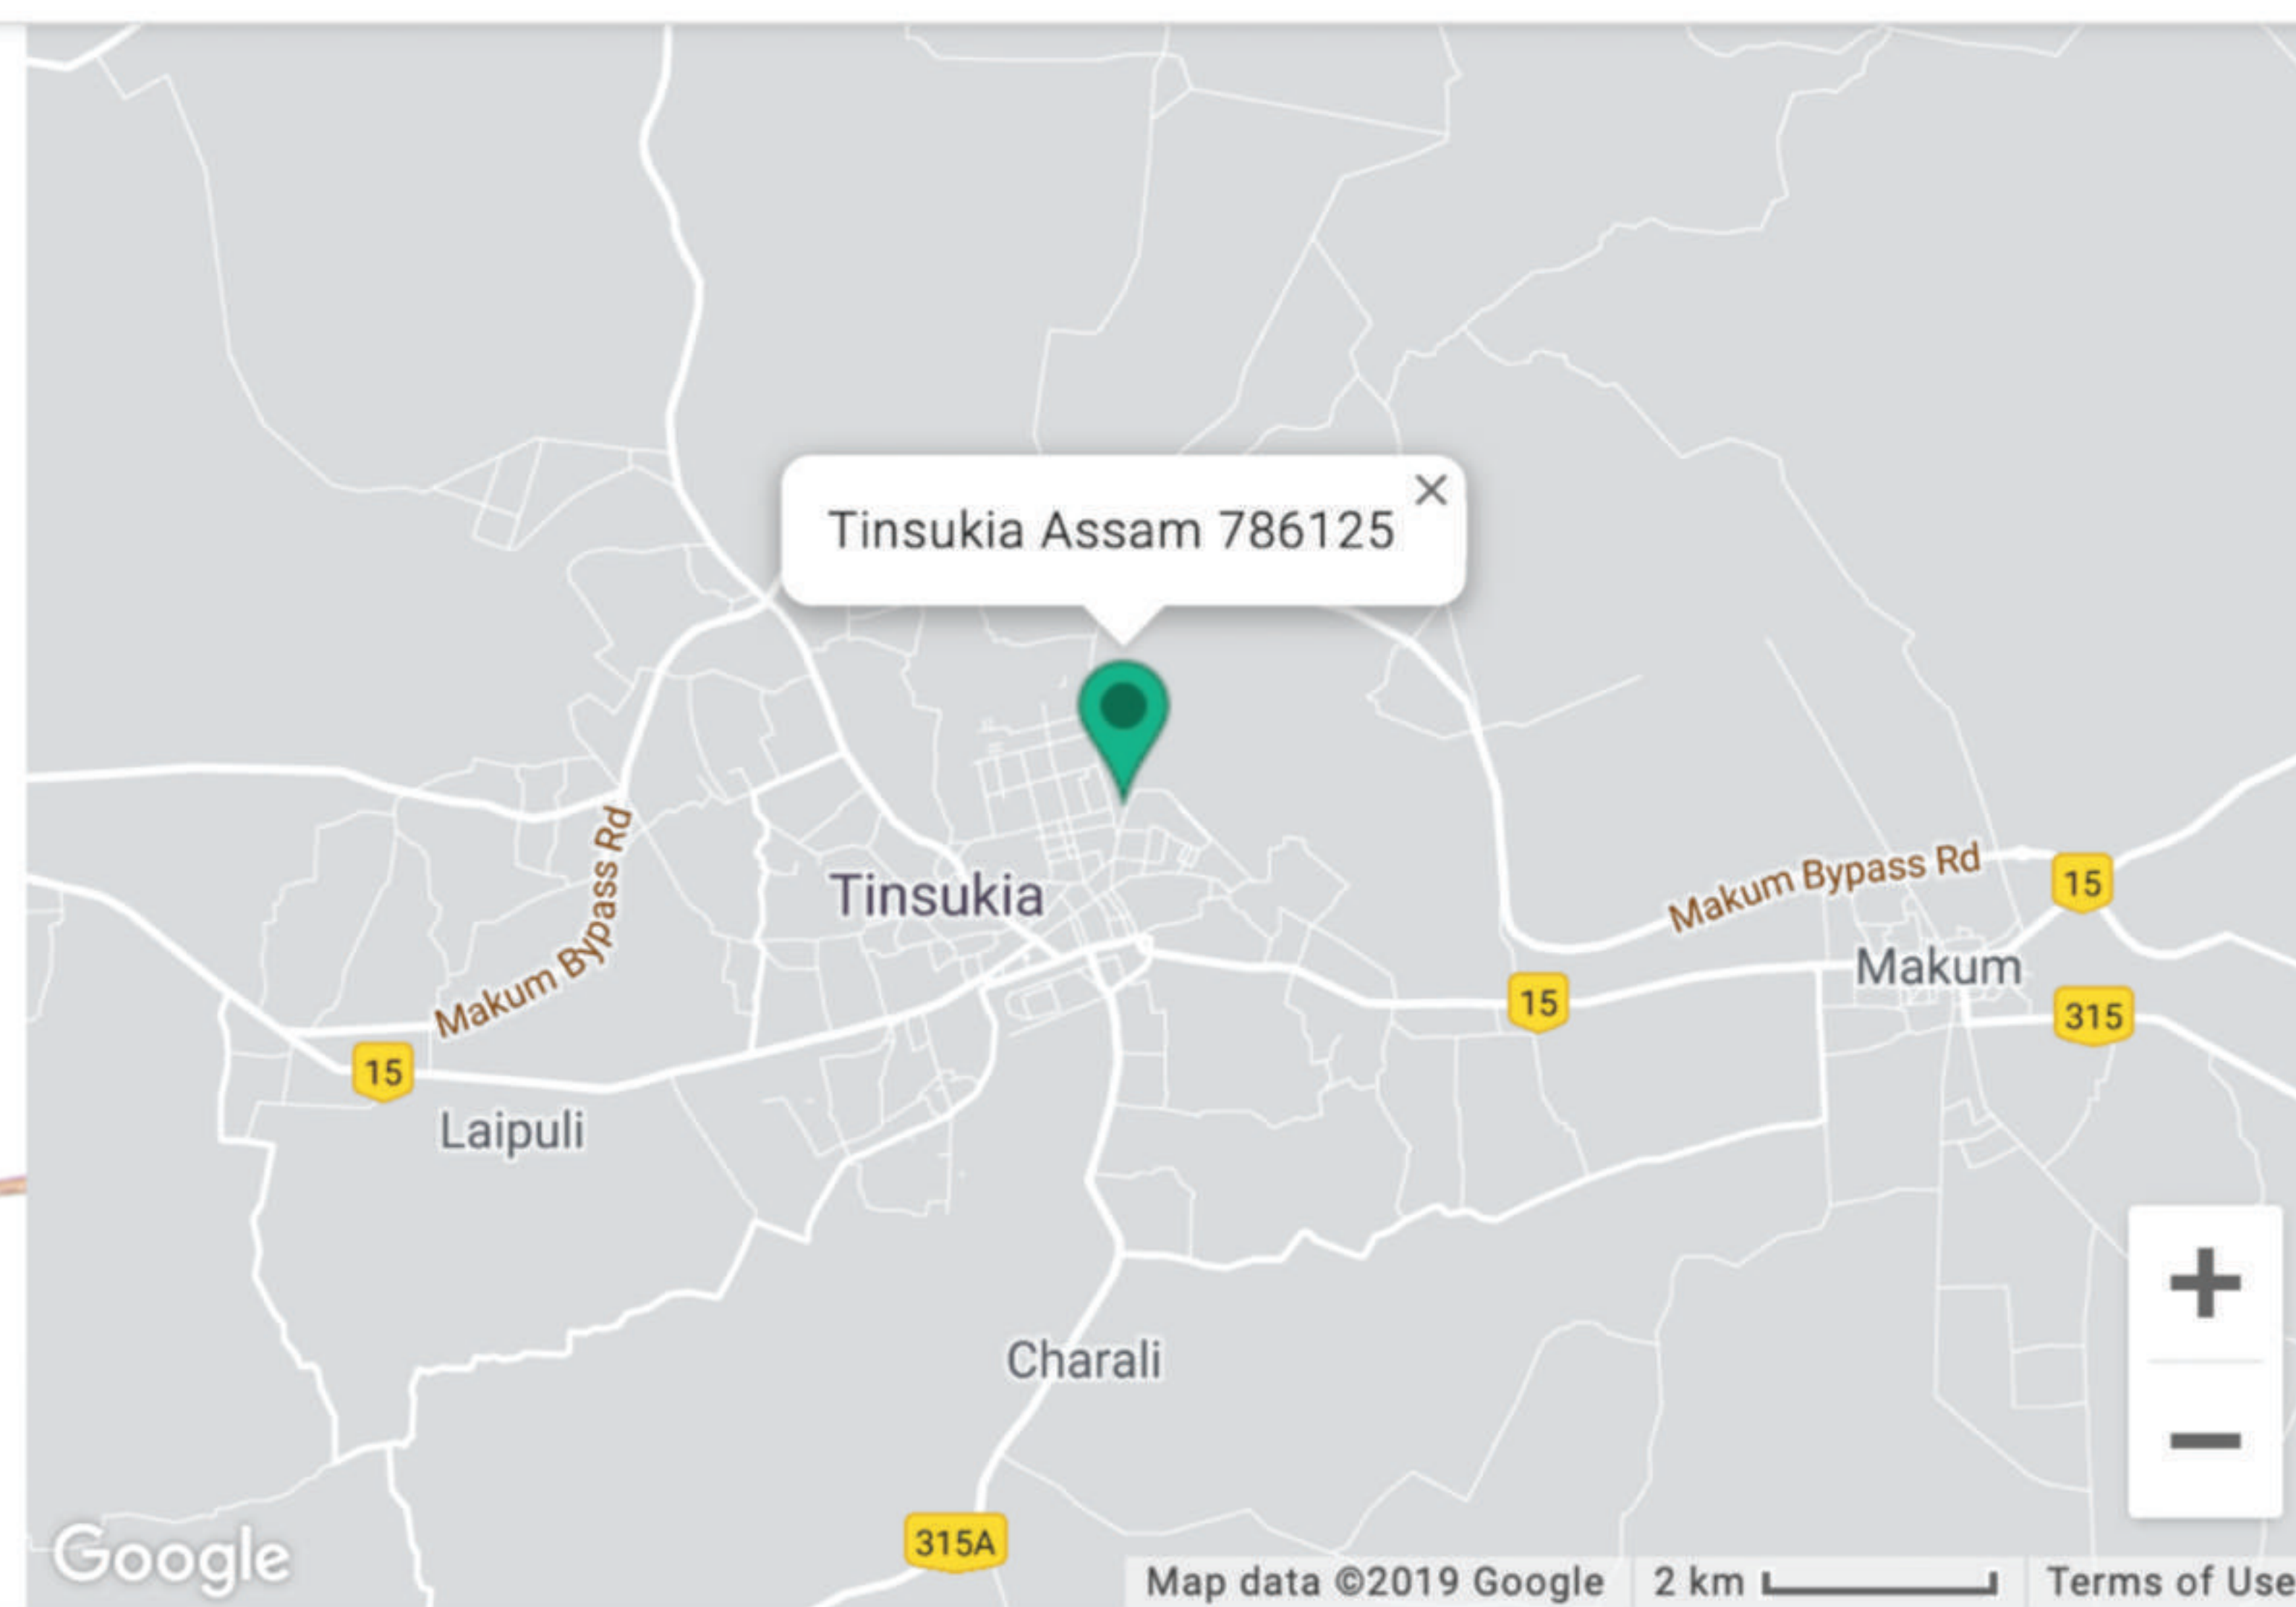 Tinsukia Assam 786125
Makum Bypass Rd
Tinsukia
Makum Bypass Rd
15
Makum
15
315
15
Laipuli
Charali
315A
Google
Map data ©2019 Google
2 km
Terms of Use